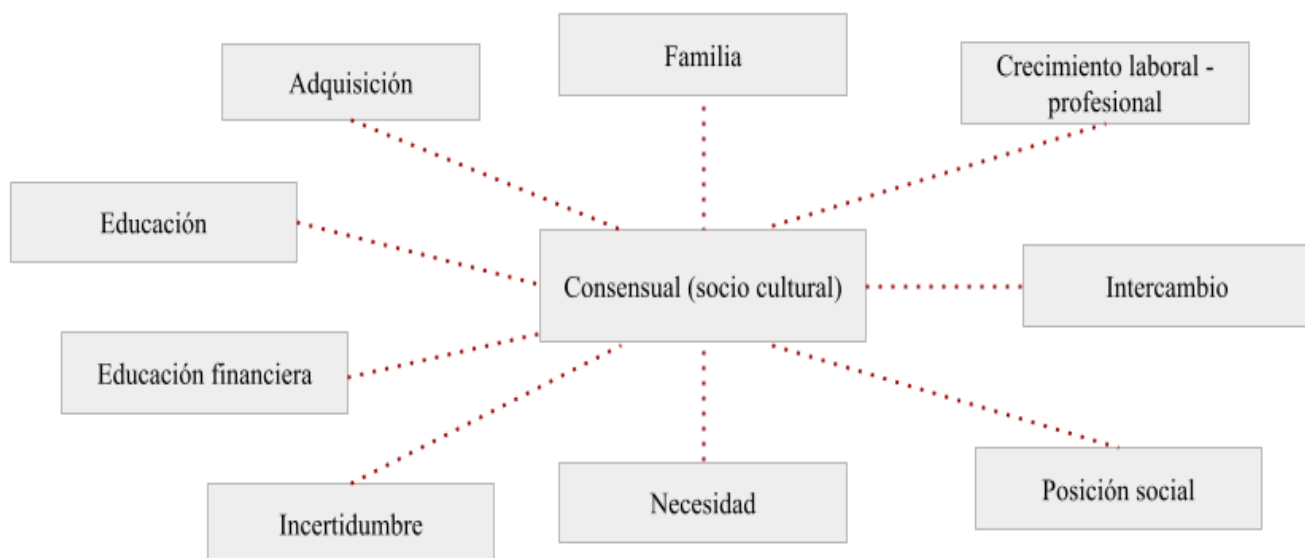 Familia
Adquisición
Crecimiento laboral -
profesional
Educación
Consensual (socio cultural)
Intercambio
Educación financiera
Necesidad
Posición social
Incertidumbre